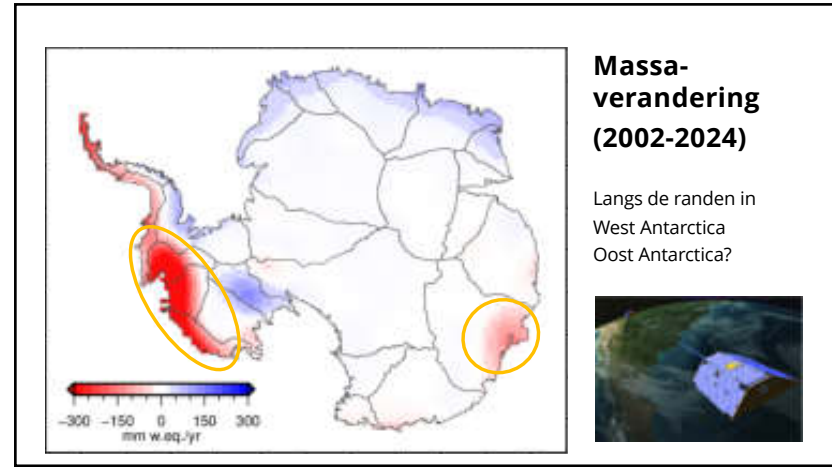 Massa-
verandering
(2002-2024)
Langs de randen in
West Antarctica
Oost Antarctica?
−300 −150 0 150 300
mm w.eq./yr